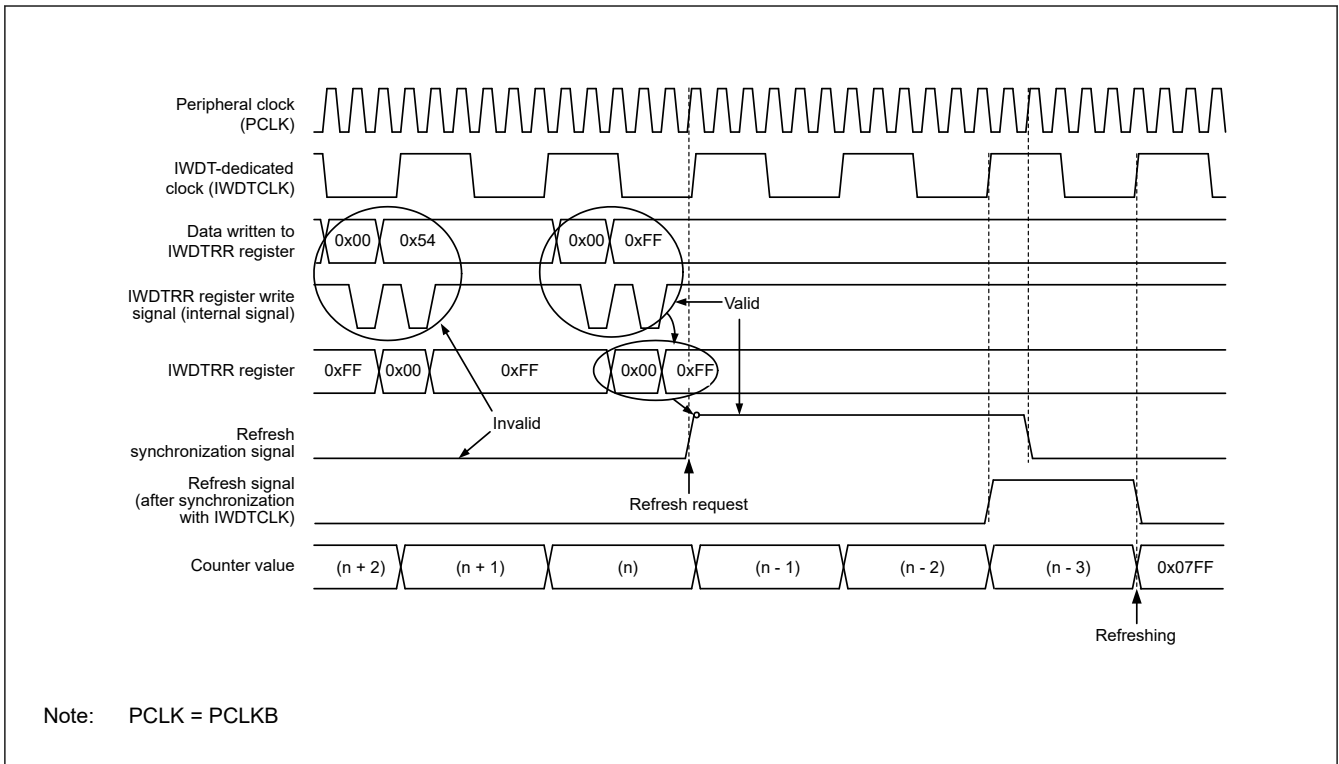 Peripheral clock
(PCLK)
IWDT-dedicated
clock (IWDTCLK)
Data written to
IWDTRR register
0x00 0x54 0x00 0xFF
IWDTRR register write
signal (internal signal)
Valid
IWDTRR register
0xFF 0x00 0xFF 0x00 0xFF
Invalid
Refresh
synchronization signal
Refresh signal
(after synchronization
with IWDTCLK)
Refresh request
Counter value
(n + 2) (n + 1) (n) (n - 1) (n - 2) (n - 3) 0x07FF
Refreshing
Note: PCLK = PCLKB